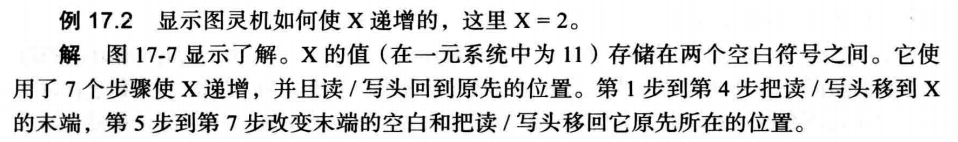 例 17.2 显示图灵机如何使 X 递增的，这里 X = 2。
解 图 17-7 显示了解。X 的值（在一元系统中为 11）存储在两个空白符号之间。它使
用了 7 个步骤使 X 递增，并且读 / 写头回到原先的位置。第 1 步到第 4 步把读 / 写头移到 X
的末端，第 5 步到第 7 步改变末端的空白和把读 / 写头移回它原先所在的位置。